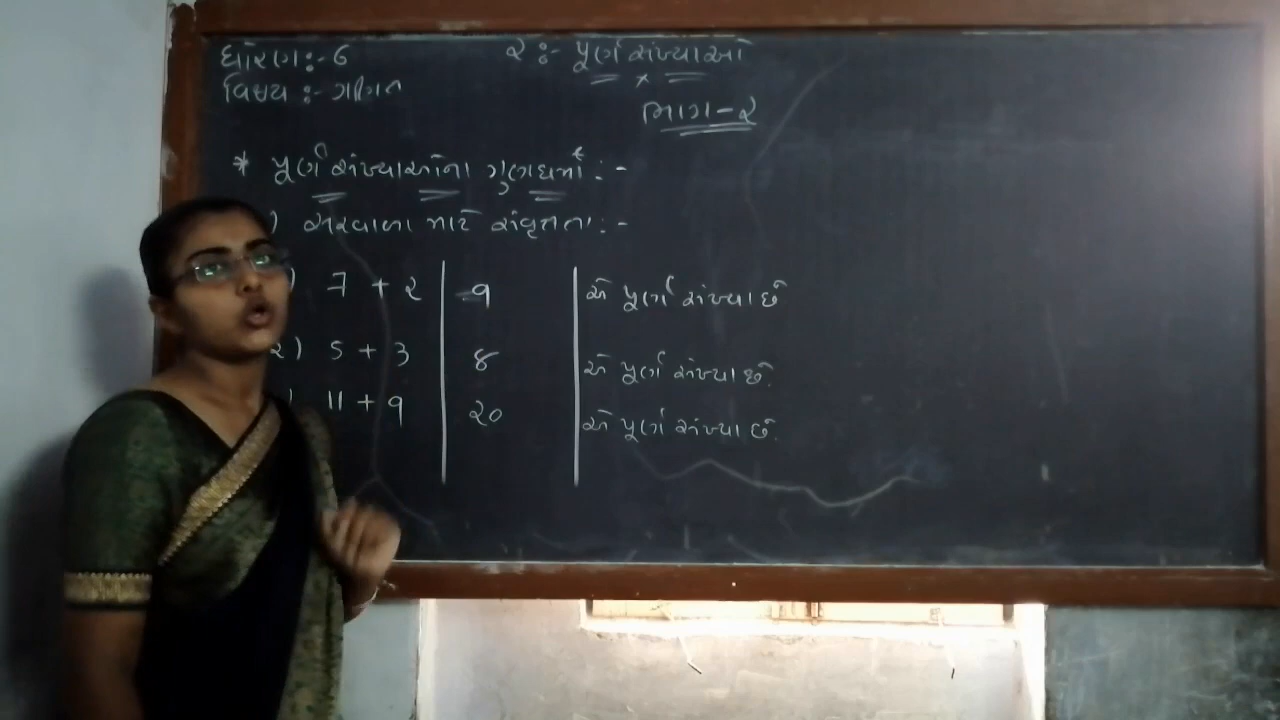 ધોરણ:- 6
૨ :- પૂર્ણ સંખ્યાઓ
વિષય :- ગણિત
ભાગ-૨
* પૂર્ણ સંખ્યાઓના ગુણધર્મો :-
) સરવાળા માટે સંવૃતતા :-
) 7 + ૨ 9 એ પૂર્ણ સંખ્યા છે
૨) 5 + 3 8 એ પૂર્ણ સંખ્યા છે.
) 11 + 9 ૨૦ એ પૂર્ણ સંખ્યા છે.